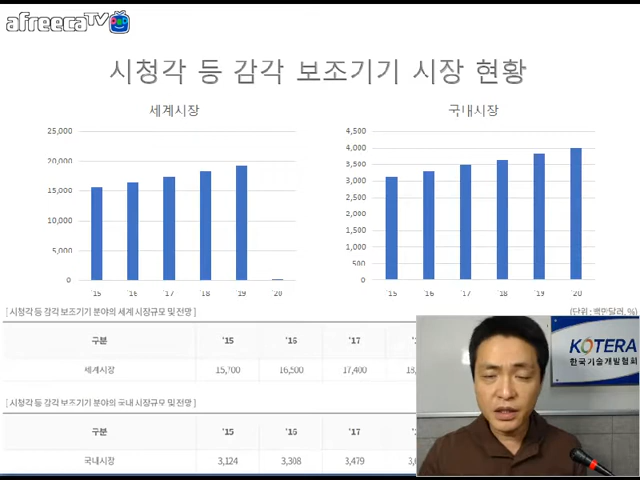 afreecaTV
시청각 등 감각 보조기기 시장 현황
세계시장
25,000
20,000
15,000
10,000
5,000
0
'15 '16 '17 '18 '19 '20
국내시장
4,500
4,000
3,500
3,000
2,500
2,000
1,500
1,000
500
0
'15 '16 '17 '18 '19 '20
[ 시청각 등 감각 보조기기 분야의 세계 시장규모 및 전망 ]
(단위 : 백만달러, %)
구분 '15 '16 '17
세계시장 15,700 16,500 17,400
[ 시청각 등 감각 보조기기 분야의 국내 시장규모 및 전망 ]
구분 '15 '16 '17
국내시장 3,124 3,308 3,479
KOTERA
한국기술개발협회